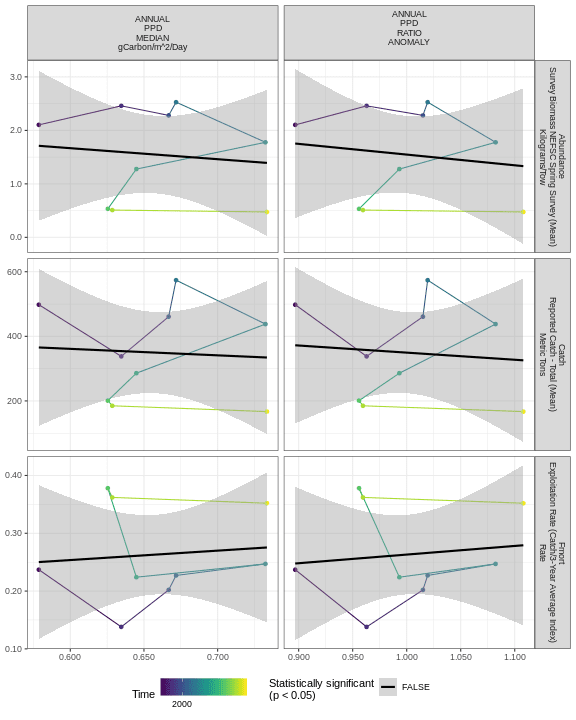 ANNUAL
PPD
MEDIAN
gCarbon/m^2/Day
ANNUAL
PPD
RATIO
ANOMALY
3.0
2.0
1.0
0.0
Abundance
Survey Biomass NEFSC Spring Survey (Mean)
Kilograms/Tow
600
400
200
Catch
Reported Catch - Total (Mean)
Metric Tons
0.40
0.30
0.20
0.10
Fmort
Exploitation Rate (Catch/3-Year Average Index)
Rate
0.600
0.650
0.700
0.900
0.950
1.000
1.050
1.100
Time
2000
Statistically significant
(p < 0.05)
FALSE